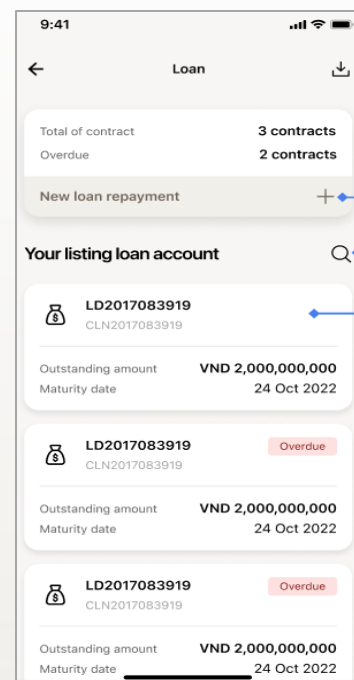 9:41
Loan
Total of contract 3 contracts
Overdue 2 contracts
New loan repayment
Your listing loan account
LD2017083919
CLN2017083919
Outstanding amount VND 2,000,000,000
Maturity date 24 Oct 2022
LD2017083919 Overdue
CLN2017083919
Outstanding amount VND 2,000,000,000
Maturity date 24 Oct 2022
LD2017083919 Overdue
CLN2017083919
Outstanding amount VND 2,000,000,000
Maturity date 24 Oct 2022